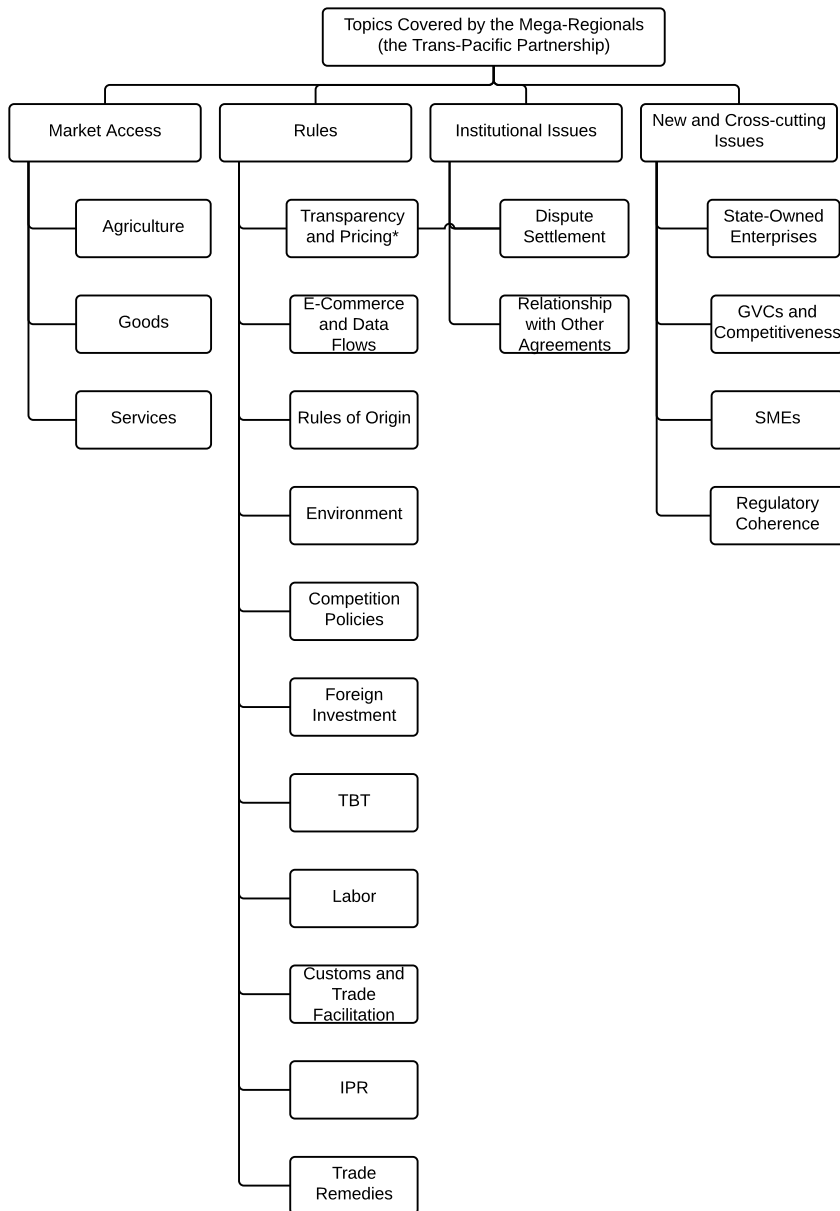 Topics Covered by the Mega-Regionals
(the Trans-Pacific Partnership)
Market Access
Rules
Institutional Issues
New and Cross-cutting
Issues
Agriculture
Goods
Services
Transparency
and Pricing*
E-Commerce
and Data
Flows
Rules of Origin
Environment
Competition
Policies
Foreign
Investment
TBT
Labor
Customs and
Trade
Facilitation
IPR
Trade
Remedies
Dispute
Settlement
Relationship
with Other
Agreements
State-Owned
Enterprises
GVCs and
Competitiveness
SMEs
Regulatory
Coherence